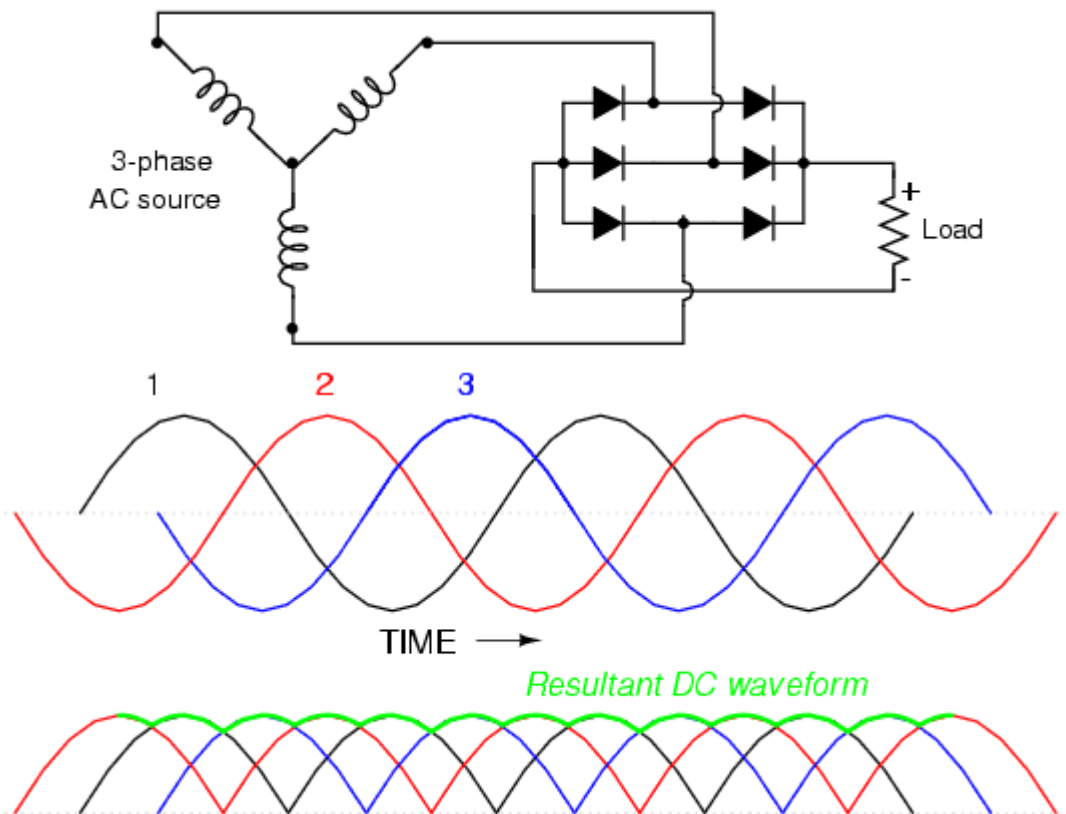 3-phase
AC source
+
Load
-
1 2 3
TIME
Resultant DC waveform